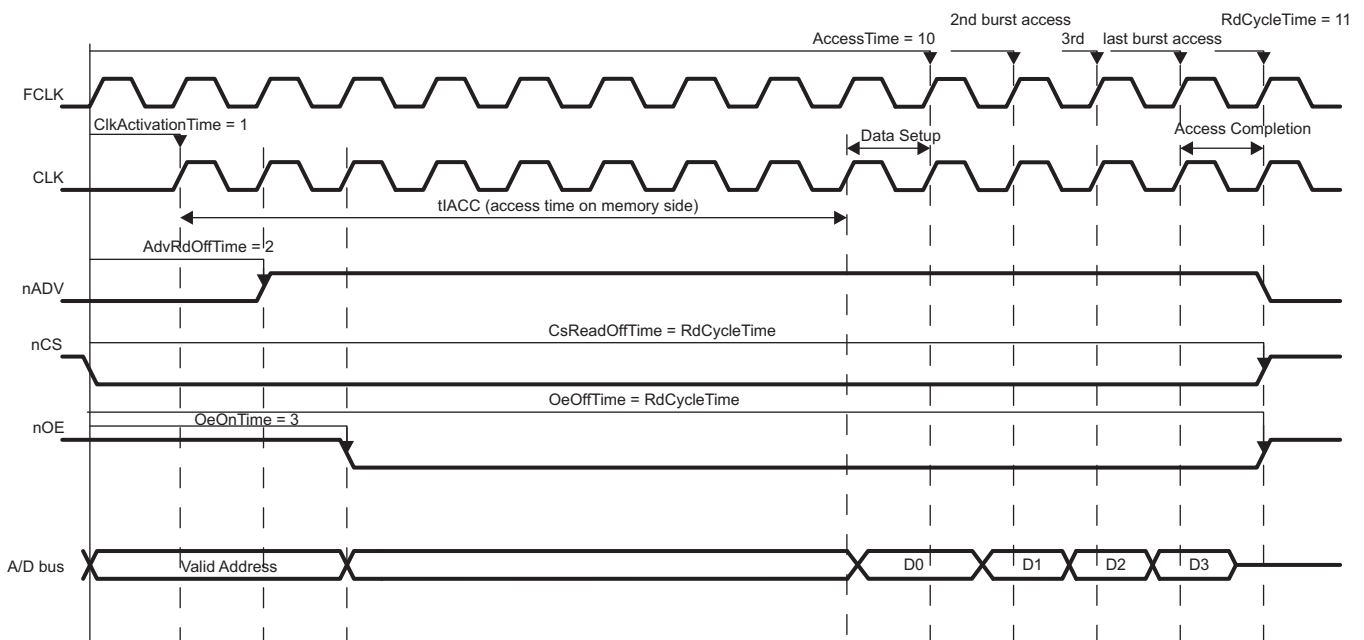 2nd burst access
RdCycleTime = 11
AccessTime = 10
3rd
last burst access
FCLK
ClkActivationTime = 1
Data Setup
Access Completion
CLK
tIACC (access time on memory side)
AdvRdOffTime = 2
nADV
CsReadOffTime = RdCycleTime
nCS
OeOffTime = RdCycleTime
OeOnTime = 3
nOE
A/D bus
Valid Address
D0
D1
D2
D3